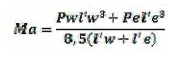 Ma = Pwl'w³ + Pel'e³ / 8,5(l'w + l'e)